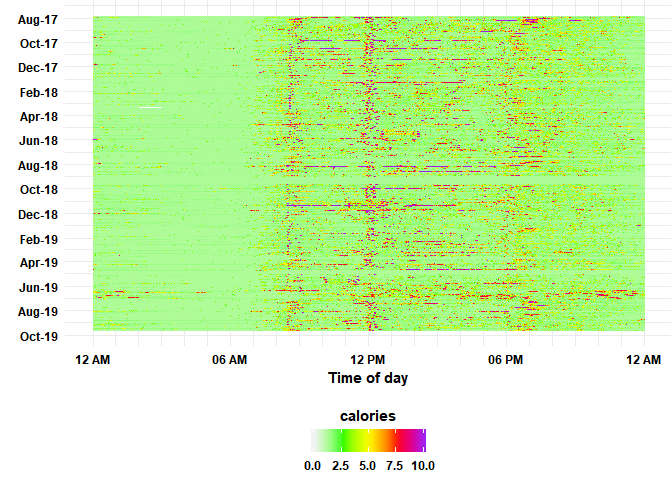 Aug-17
Oct-17
Dec-17
Feb-18
Apr-18
Jun-18
Aug-18
Oct-18
Dec-18
Feb-19
Apr-19
Jun-19
Aug-19
Oct-19
12 AM 06 AM 12 PM 06 PM 12 AM
Time of day
calories
0.0 2.5 5.0 7.5 10.0